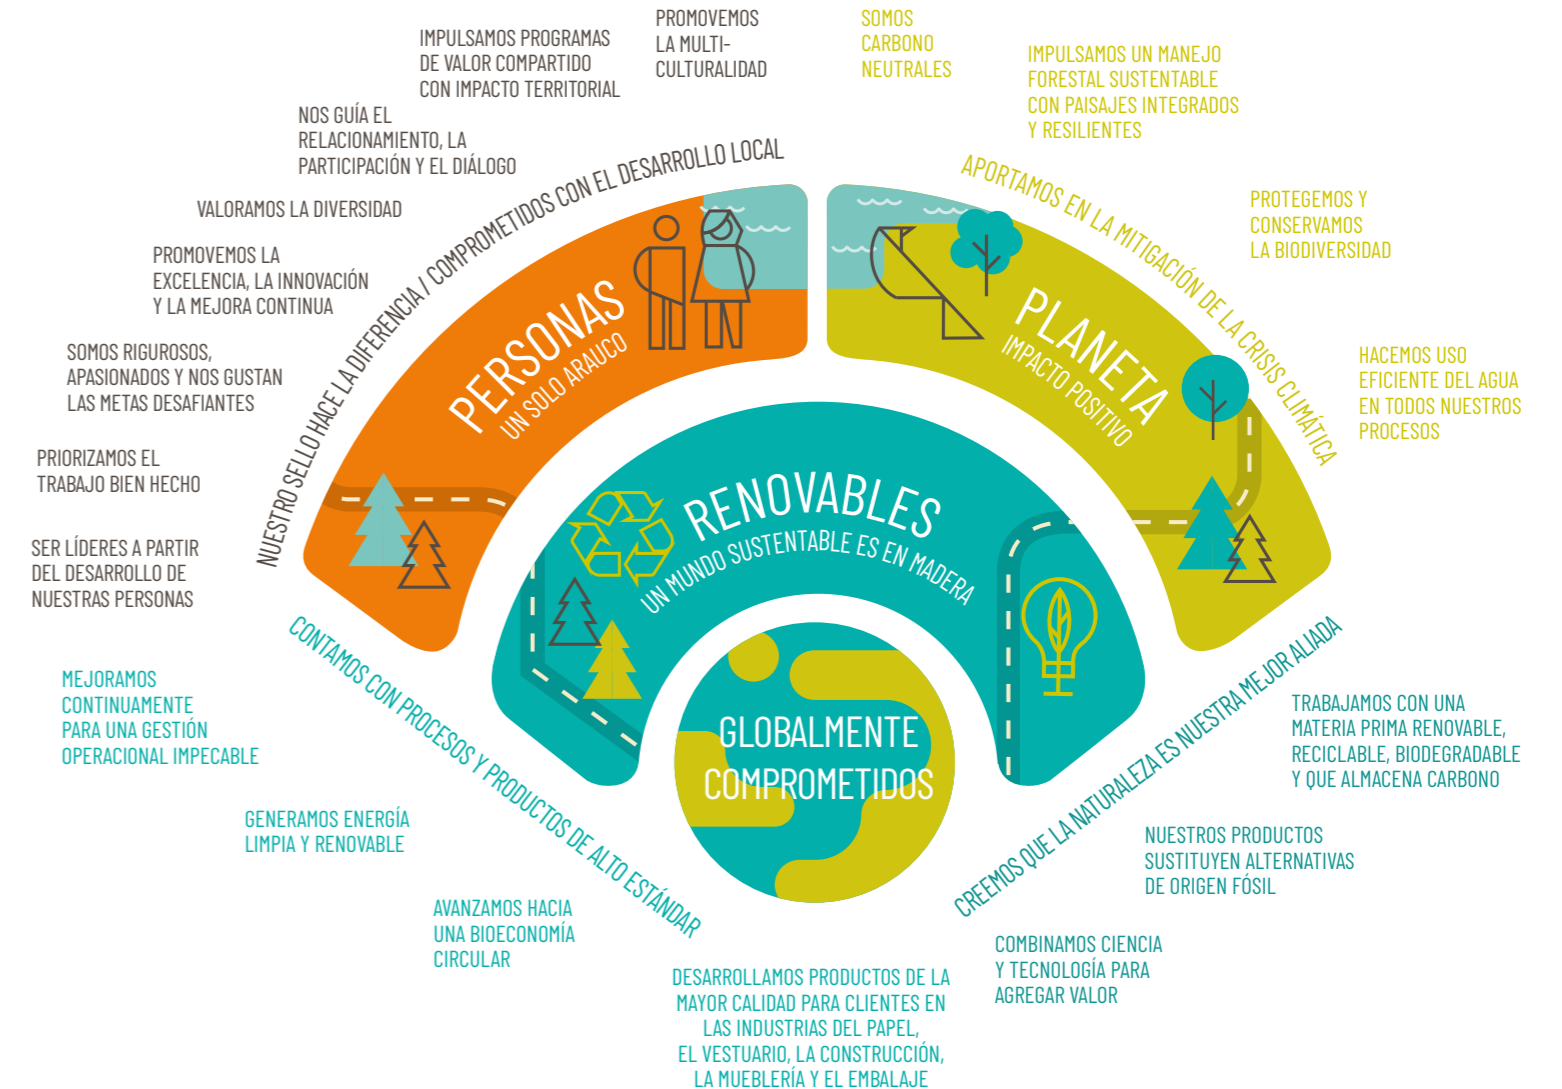 PROMOVEMOS
LA MULTI-
CULTURALIDAD
IMPULSAMOS PROGRAMAS
DE VALOR COMPARTIDO
CON IMPACTO TERRITORIAL
NOS GUÍA EL
RELACIONAMIENTO, LA
PARTICIPACIÓN Y EL DIÁLOGO
VALORAMOS LA DIVERSIDAD
PROMOVEMOS LA
EXCELENCIA, LA INNOVACIÓN
Y LA MEJORA CONTINUA
SOMOS RIGUROSOS,
APASIONADOS Y NOS GUSTAN
LAS METAS DESAFIANTES
PRIORIZAMOS EL
TRABAJO BIEN HECHO
SER LÍDERES A PARTIR
DEL DESARROLLO DE
NUESTRAS PERSONAS
NUESTRO SELLO HACE LA DIFERENCIA / COMPROMETIDOS CON EL DESARROLLO LOCAL
PERSONAS
UN SOLO ARAUCO
SOMOS
CARBONO
NEUTRALES
IMPULSAMOS UN MANEJO
FORESTAL SUSTENTABLE
CON PAISAJES INTEGRADOS
Y RESILIENTES
PROTEGEMOS Y
CONSERVAMOS
LA BIODIVERSIDAD
HACEMOS USO
EFICIENTE DEL AGUA
EN TODOS NUESTROS
PROCESOS
APORTAMOS EN LA MITIGACIÓN DE LA CRISIS CLIMÁTICA
PLANETA
IMPACTO POSITIVO
RENOVABLES
UN MUNDO SUSTENTABLE ES EN MADERA
GLOBALMENTE
COMPROMETIDOS
CONTAMOS CON PROCESOS Y PRODUCTOS DE ALTO ESTÁNDAR
MEJORAMOS
CONTINUAMENTE
PARA UNA GESTIÓN
OPERACIONAL IMPECABLE
GENERAMOS ENERGÍA
LIMPIA Y RENOVABLE
AVANZAMOS HACIA
UNA BIOECONOMÍA
CIRCULAR
DESARROLLAMOS PRODUCTOS DE LA
MAYOR CALIDAD PARA CLIENTES EN
LAS INDUSTRIAS DEL PAPEL,
EL VESTUARIO, LA CONSTRUCCIÓN,
LA MUEBLERÍA Y EL EMBALAJE
CREEMOS QUE LA NATURALEZA ES NUESTRA MEJOR ALIADA
TRABAJAMOS CON UNA
MATERIA PRIMA RENOVABLE,
RECICLABLE, BIODEGRADABLE
Y QUE ALMACENA CARBONO
NUESTROS PRODUCTOS
SUSTITUYEN ALTERNATIVAS
DE ORIGEN FÓSIL
COMBINAMOS CIENCIA
Y TECNOLOGÍA PARA
AGREGAR VALOR